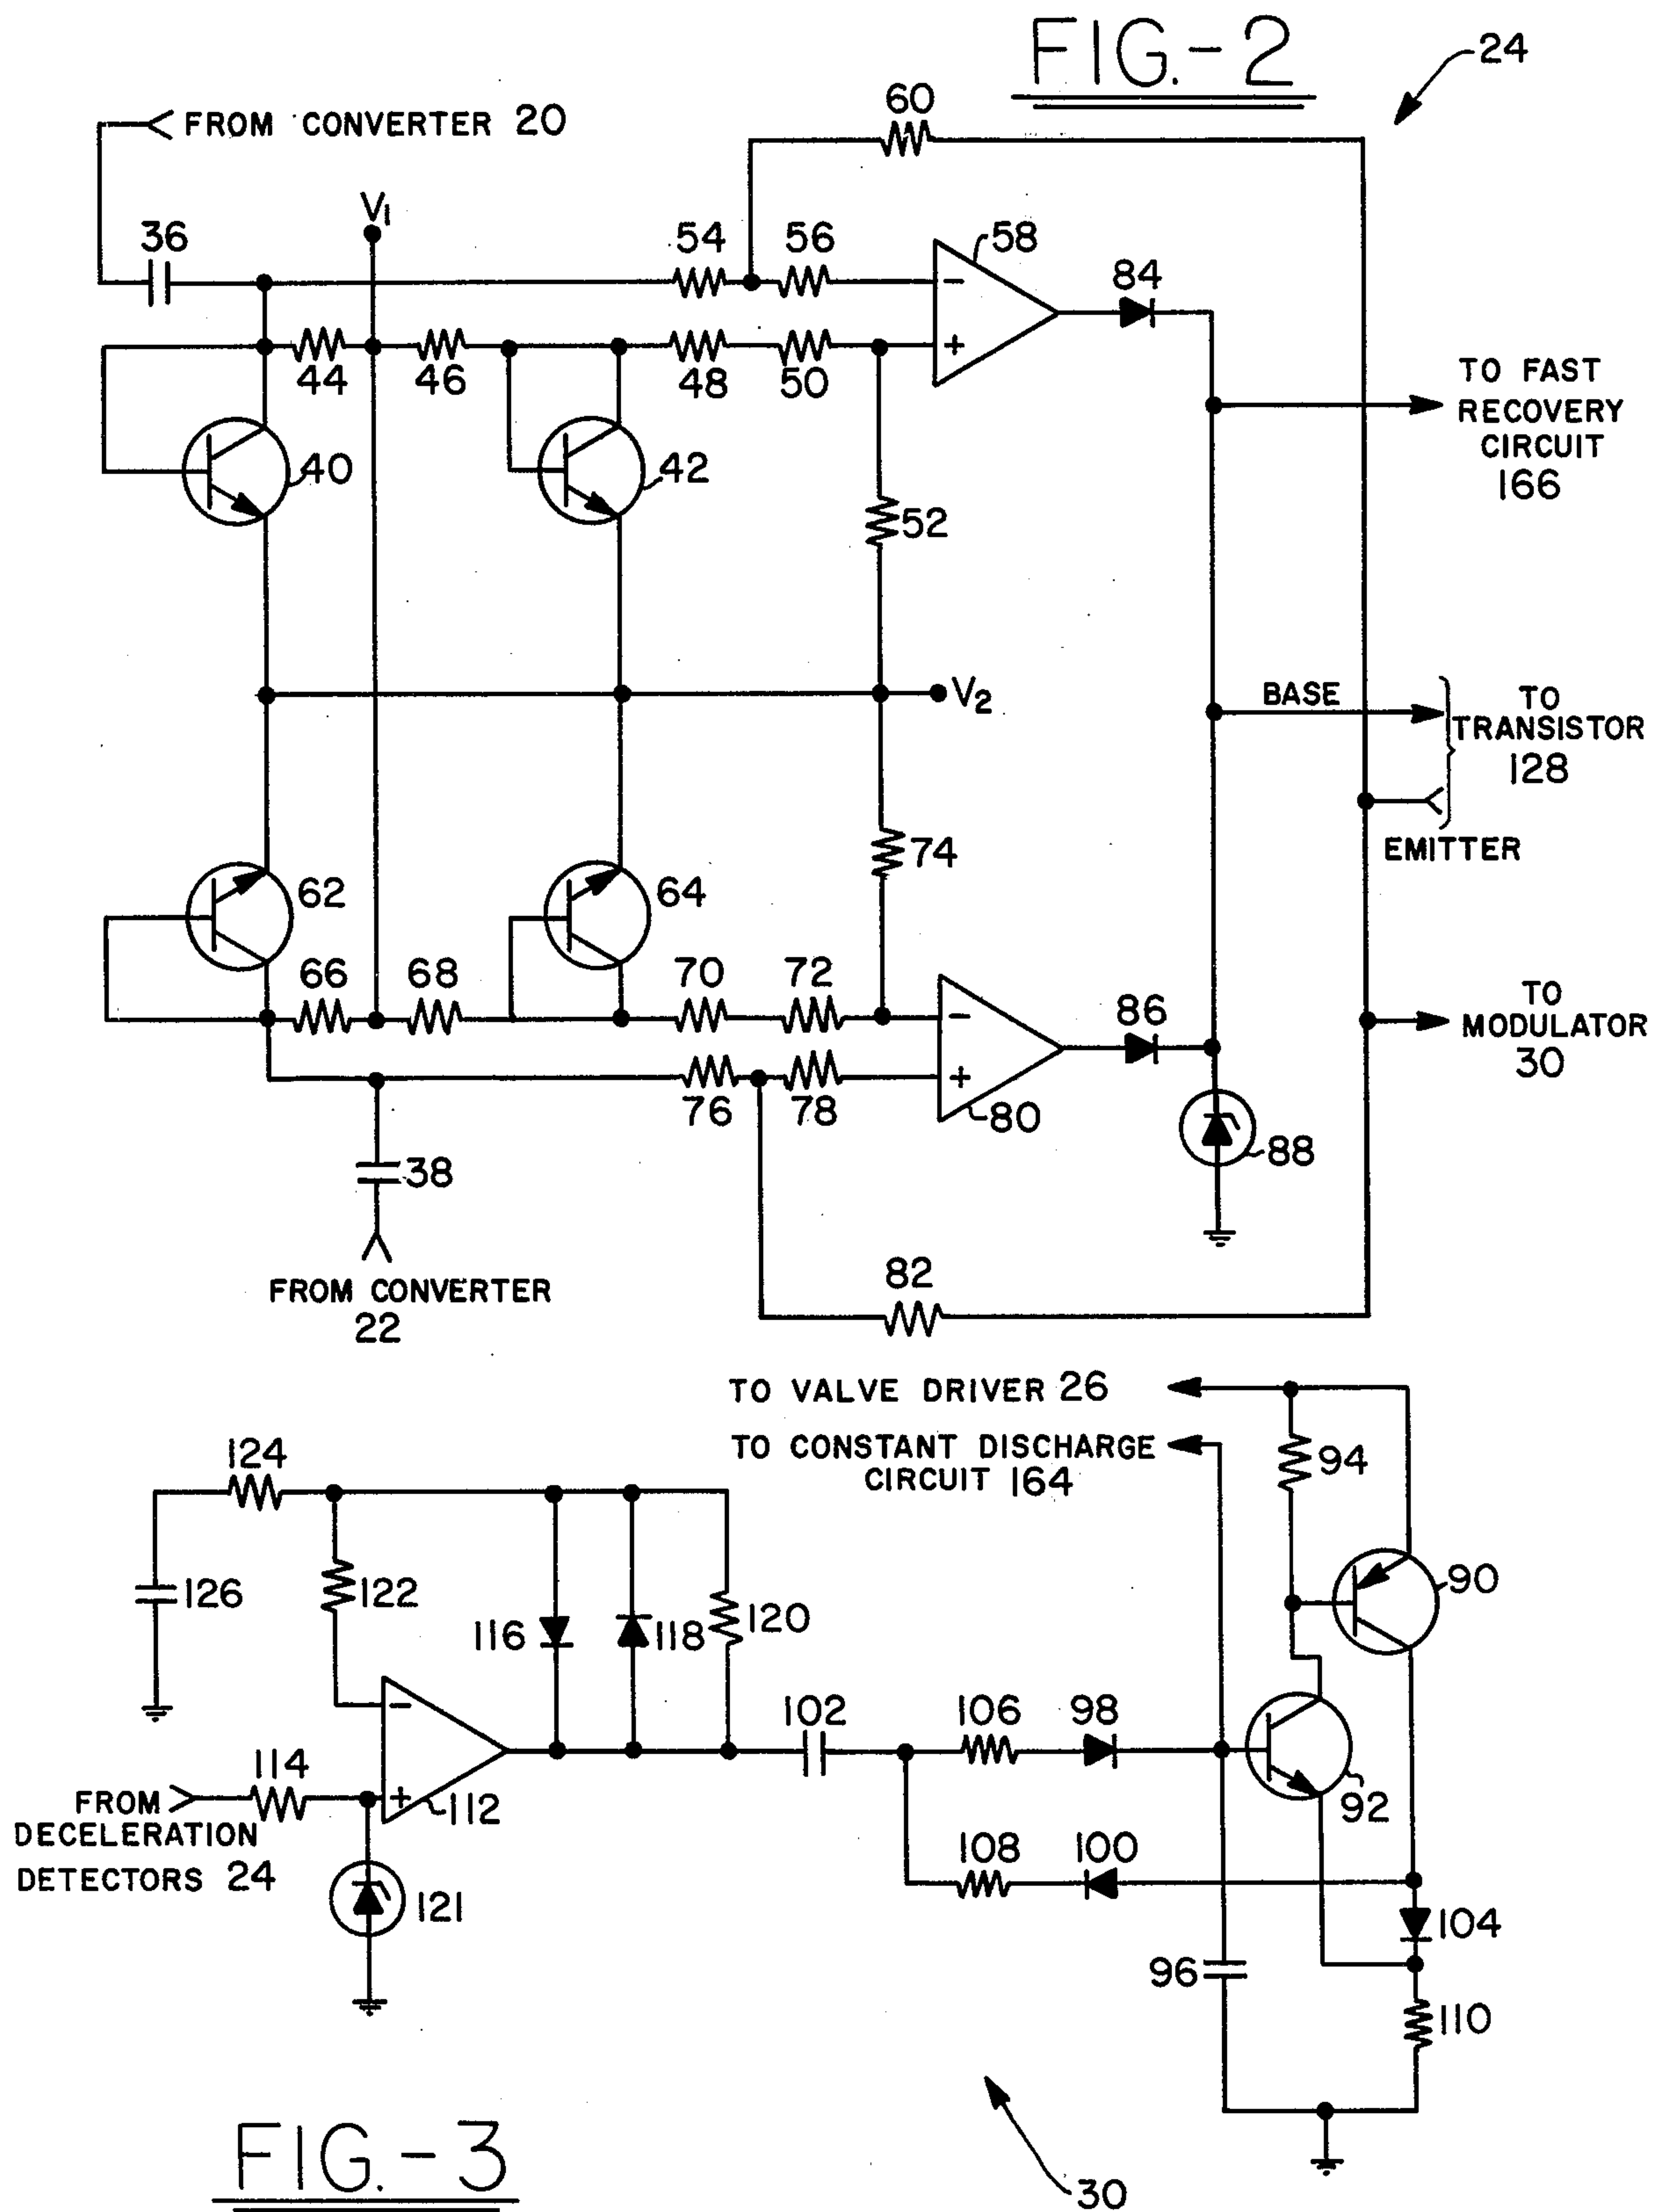 FIG.-2
24
60
FROM CONVERTER 20
V1
36
54
56
58
84
44
46
48
50
TO FAST
RECOVERY
CIRCUIT
166
40
42
52
BASE
V2
TO
TRANSISTOR
128
EMITTER
62
64
74
66
68
70
72
86
TO
MODULATOR
30
76
78
80
88
38
82
FROM CONVERTER
22
TO VALVE DRIVER 26
TO CONSTANT DISCHARGE
CIRCUIT 164
94
124
126
122
116
118
120
90
102
106
98
114
FROM
DECELERATION
DETECTORS 24
112
92
108
100
121
104
96
110
FIG.-3
30